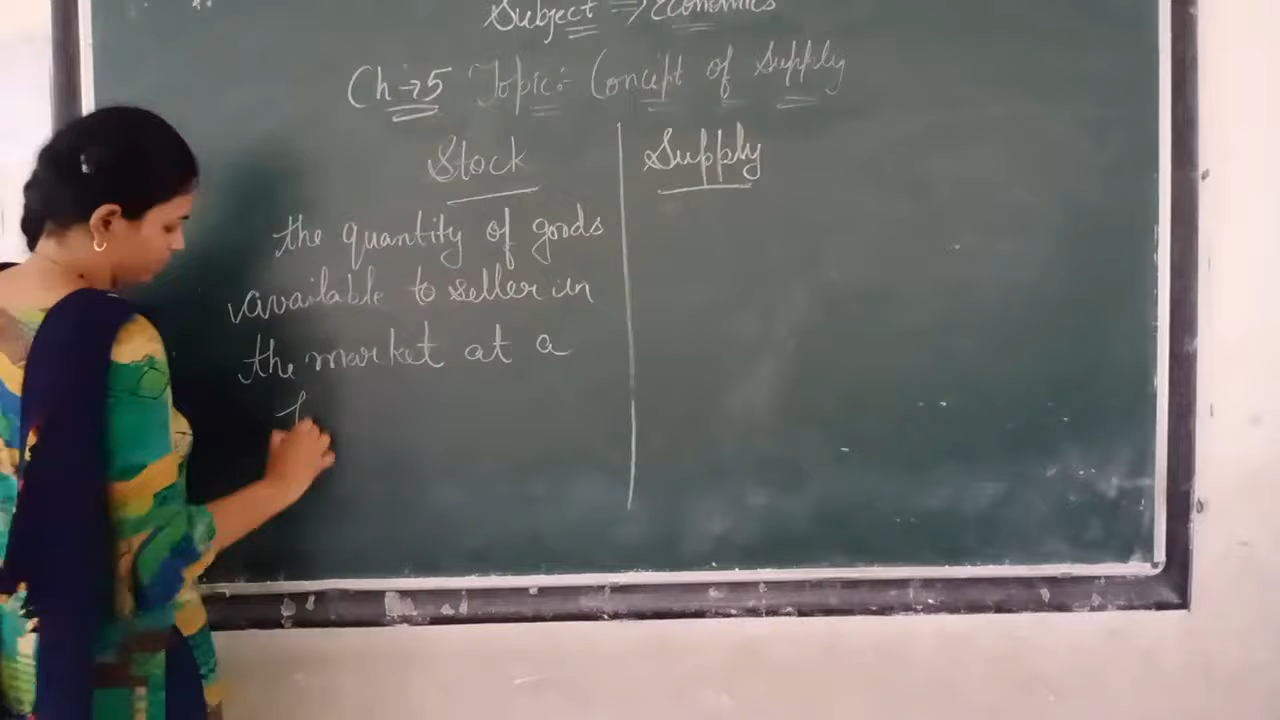 Subject ⇒ Economics
Ch→5 Topic:- Concept of Supply
Stock
Supply
the quantity of goods
available to seller in
the market at a